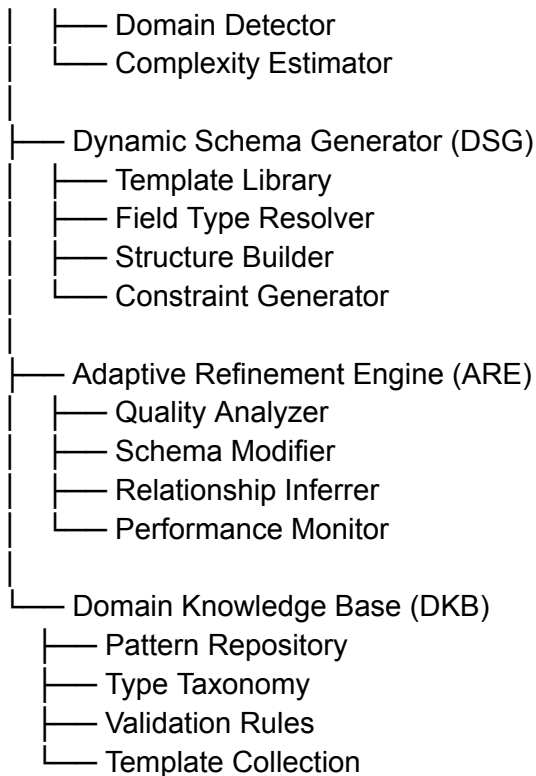 │   ├── Domain Detector
│   └── Complexity Estimator
│
├── Dynamic Schema Generator (DSG)
│   ├── Template Library
│   ├── Field Type Resolver
│   ├── Structure Builder
│   └── Constraint Generator
│
├── Adaptive Refinement Engine (ARE)
│   ├── Quality Analyzer
│   ├── Schema Modifier
│   ├── Relationship Inferrer
│   └── Performance Monitor
│
└── Domain Knowledge Base (DKB)
    ├── Pattern Repository
    ├── Type Taxonomy
    ├── Validation Rules
    └── Template Collection